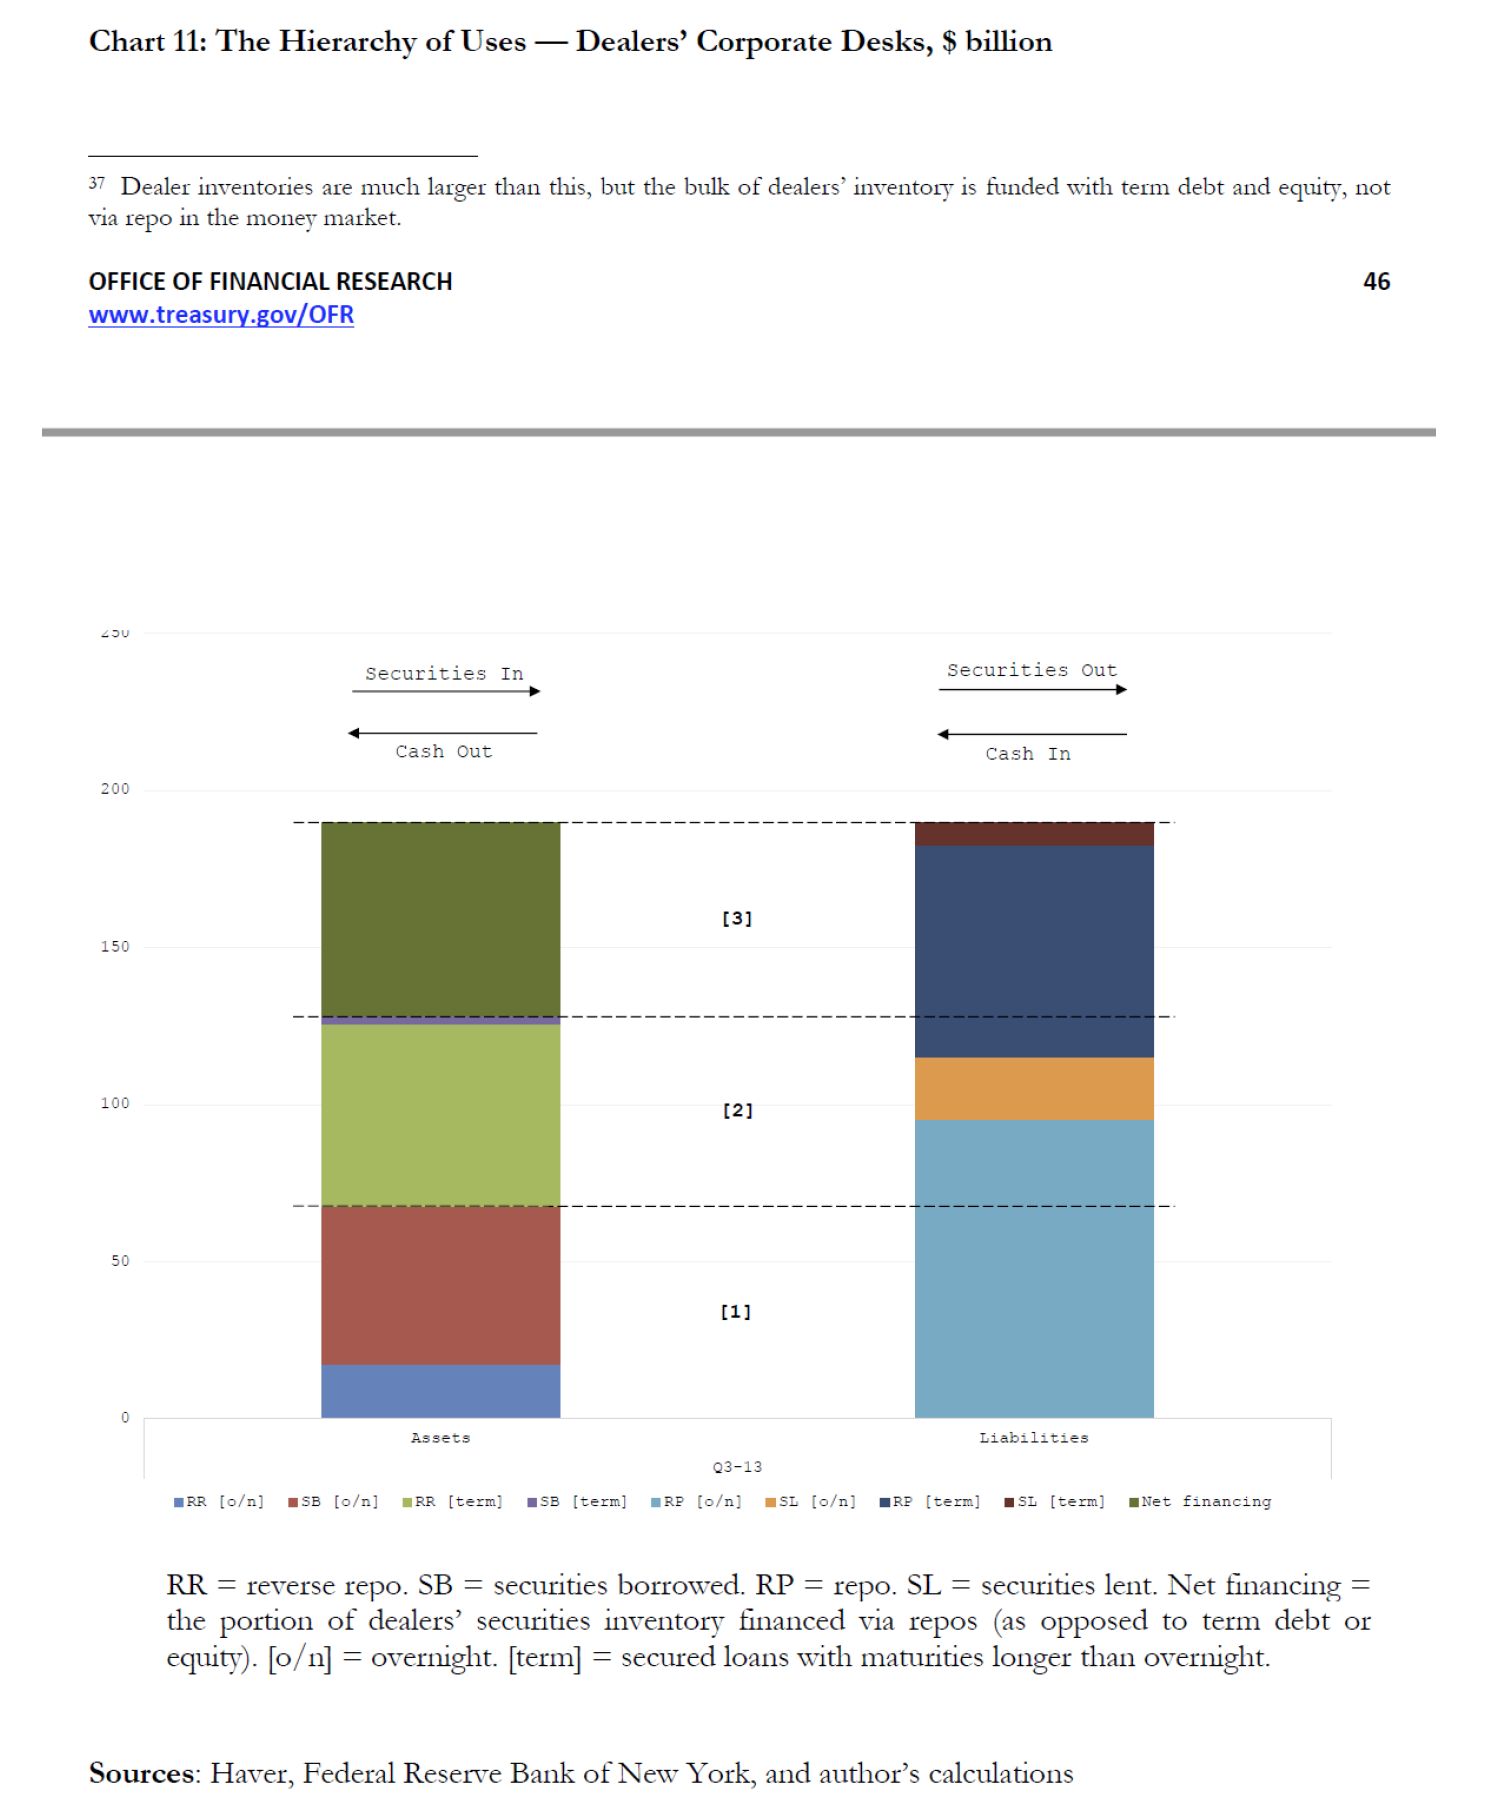 Chart 11: The Hierarchy of Uses — Dealers’ Corporate Desks, $ billion
37 Dealer inventories are much larger than this, but the bulk of dealers’ inventory is funded with term debt and equity, not
via repo in the money market.
OFFICE OF FINANCIAL RESEARCH 46
www.treasury.gov/OFR
250
Securities In Securities Out
Cash Out Cash In
200
[3]
150
[2]
100
50
[1]
0
Assets Liabilities
Q3-13
RR [o/n] SB [o/n] RR [term] SB [term] RP [o/n] SL [o/n] RP [term] SL [term] Net financing
RR = reverse repo. SB = securities borrowed. RP = repo. SL = securities lent. Net financing =
the portion of dealers’ securities inventory financed via repos (as opposed to term debt or
equity). [o/n] = overnight. [term] = secured loans with maturities longer than overnight.
Sources: Haver, Federal Reserve Bank of New York, and author’s calculations